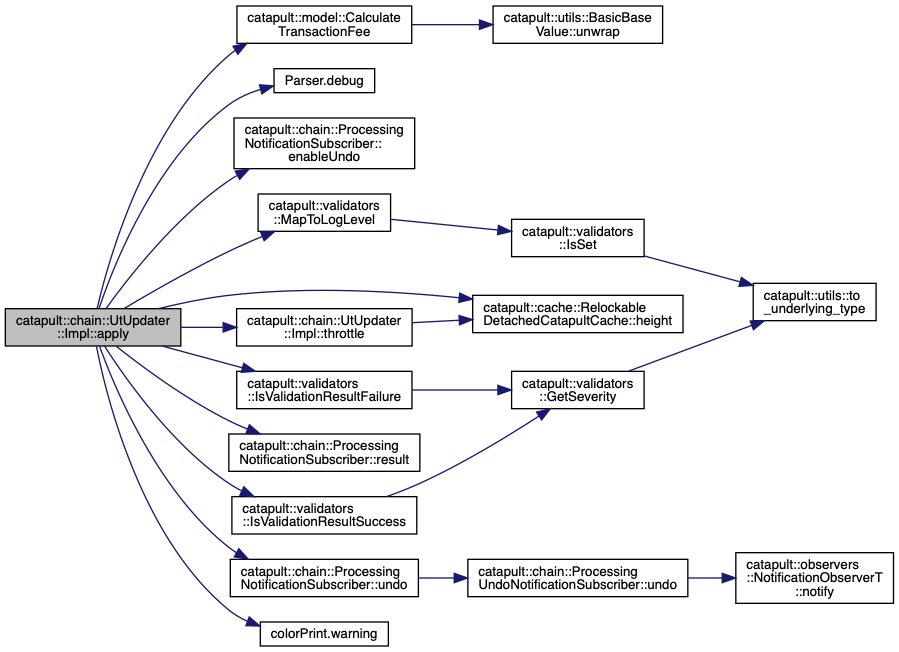 catapult::model::Calculate
TransactionFee
catapult::utils::BasicBase
Value::unwrap
Parser.debug
catapult::chain::Processing
NotificationSubscriber::
enableUndo
catapult::validators
::MapToLogLevel
catapult::validators
::IsSet
catapult::utils::to
_underlying_type
catapult::chain::UtUpdater
::Impl::apply
catapult::chain::UtUpdater
::Impl::throttle
catapult::cache::Relockable
DetachedCatapultCache::height
catapult::validators
::IsValidationResultFailure
catapult::validators
::GetSeverity
catapult::chain::Processing
NotificationSubscriber::result
catapult::validators
::IsValidationResultSuccess
catapult::chain::Processing
NotificationSubscriber::undo
catapult::chain::Processing
UndoNotificationSubscriber::undo
catapult::observers
::NotificationObserverT
::notify
colorPrint.warning